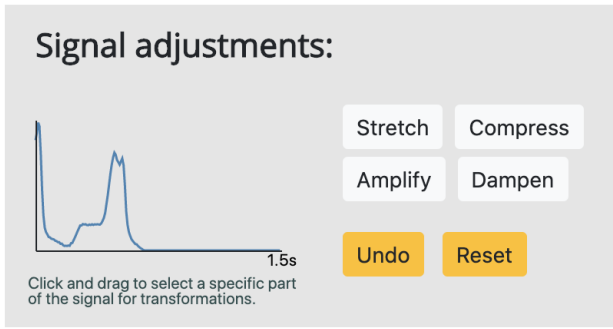 Signal adjustments:
Stretch
Compress
Amplify
Dampen
1.5s
Undo
Reset
Click and drag to select a specific part
of the signal for transformations.